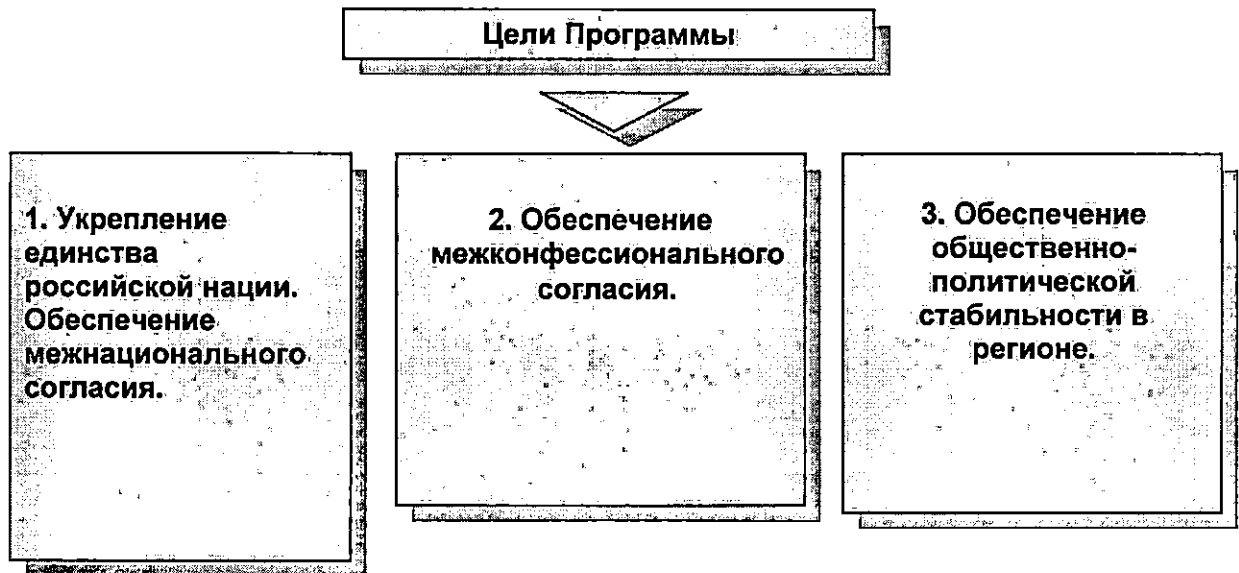 Цели Программы
1. Укрепление
единства
российской нации.
Обеспечение
межнационального
согласия.
2. Обеспечение
межконфессионального
согласия.
3. Обеспечение
общественно-
политической
стабильности в
регионе.